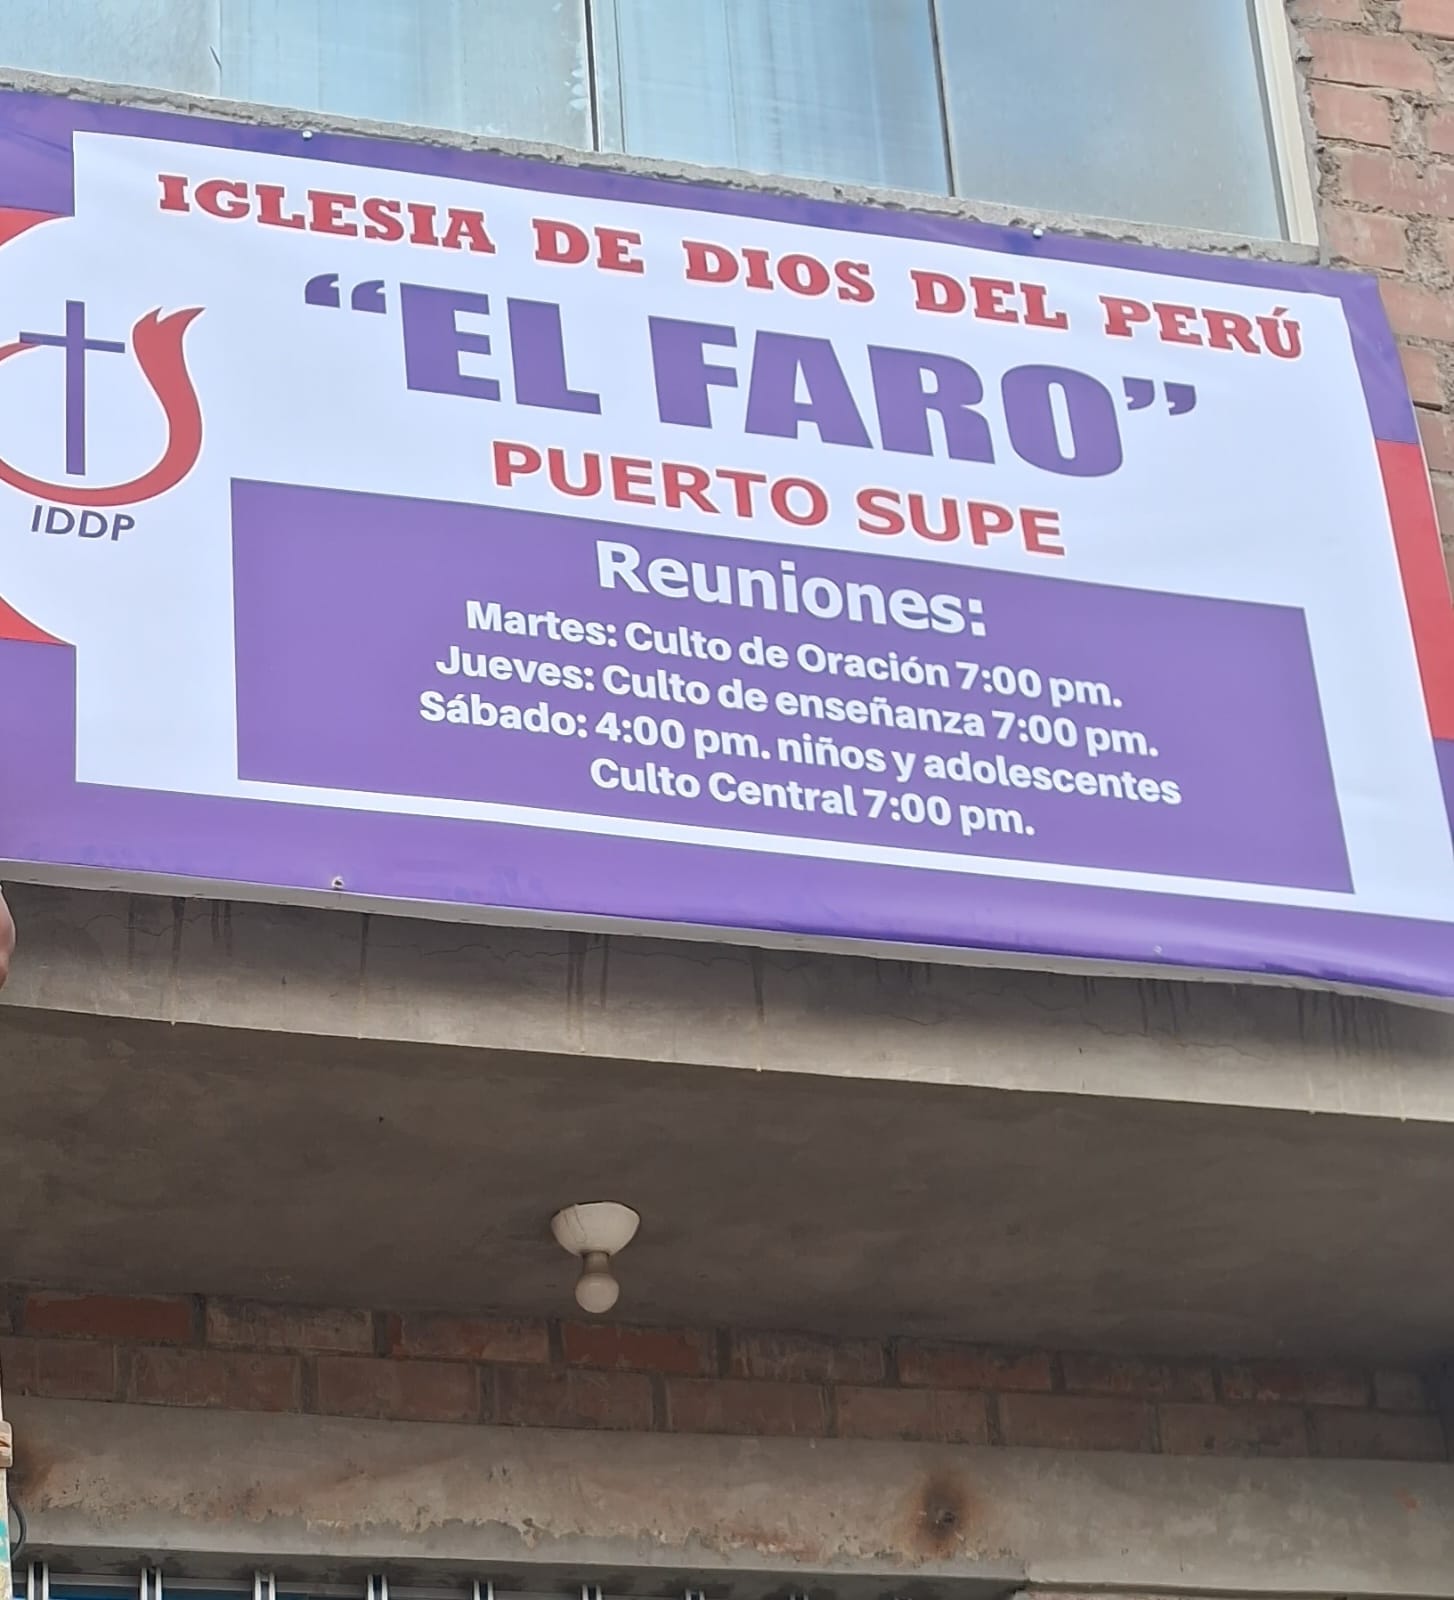 IGLESIA DE DIOS DEL PERÚ
“EL FARO”
PUERTO SUPE
IDDP
Reuniones:
Martes: Culto de Oración 7:00 pm.
Jueves: Culto de enseñanza 7:00 pm.
Sábado: 4:00 pm. niños y adolescentes
Culto Central 7:00 pm.